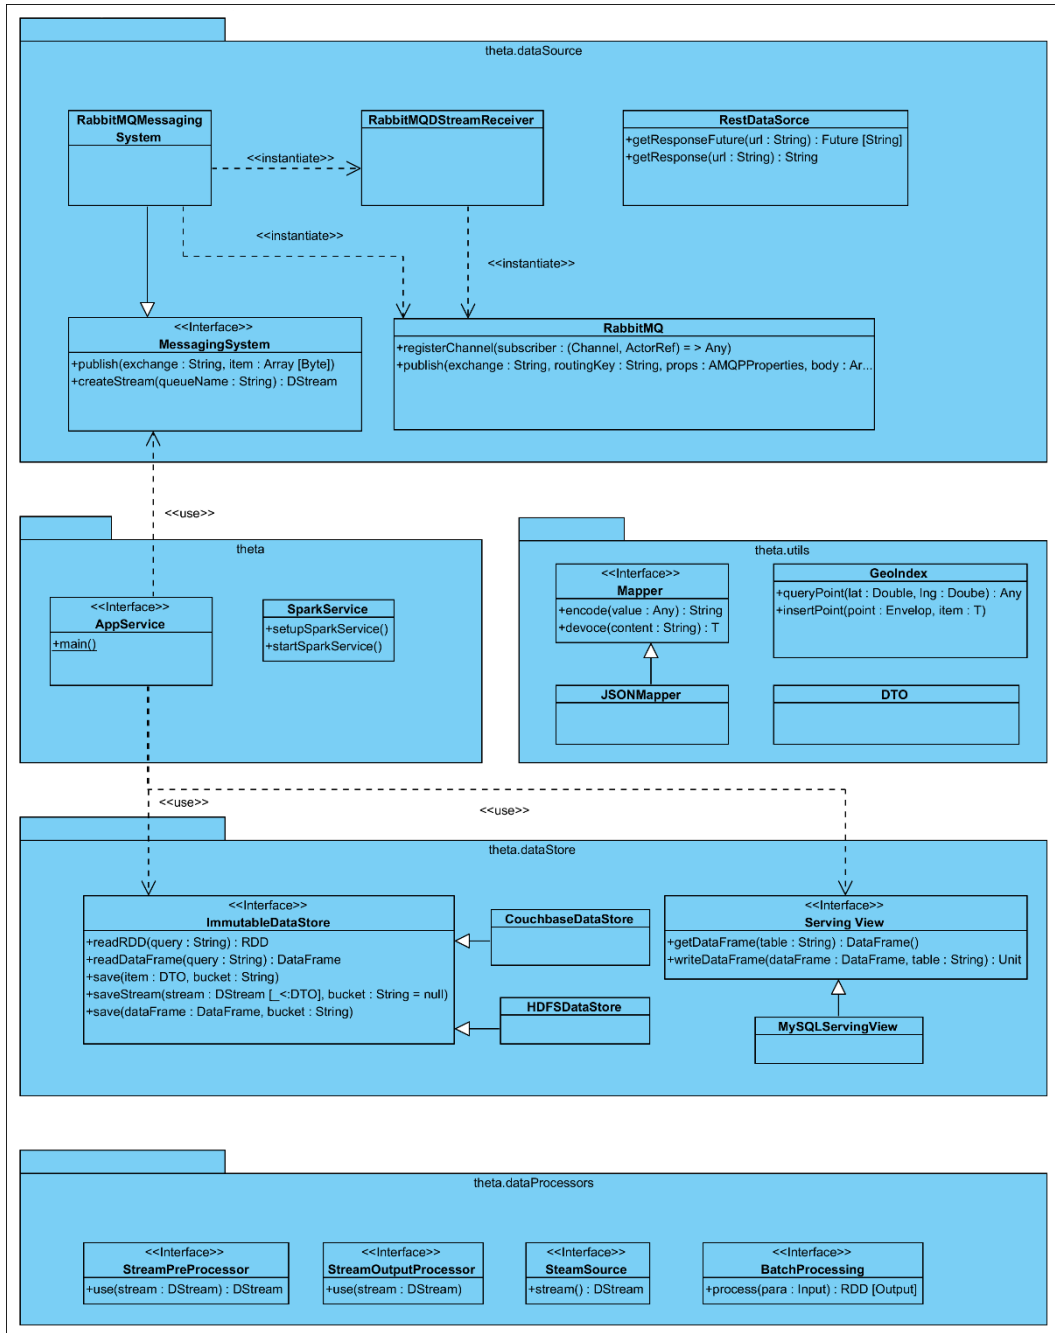 theta.dataSource
RabbitMQMessaging
System
RabbitMQDStreamReceiver
RestDataSorce
+getResponseFuture(url : String) : Future [String]
+getResponse(url : String) : String
<<instantiate>>
<<instantiate>>
<<instantiate>>
<<Interface>>
MessagingSystem
+publish(exchange : String, item : Array [Byte])
+createStream(queueName : String) : DStream
RabbitMQ
+registerChannel(subscriber : (Channel, ActorRef) = > Any)
+publish(exchange : String, routingKey : String, props : AMQPProperties, body : Ar...
<<use>>
theta
<<Interface>>
AppService
+main()
SparkService
+setupSparkService()
+startSparkService()
theta.utils
<<Interface>>
Mapper
+encode(value : Any) : String
+devoce(content : String) : T
GeoIndex
+queryPoint(lat : Double, lng : Doube) : Any
+insertPoint(point : Envelop, item : T)
JSONMapper
DTO
<<use>>
<<use>>
theta.dataStore
<<Interface>>
ImmutableDataStore
+readRDD(query : String) : RDD
+readDataFrame(query : String) : DataFrame
+save(item : DTO, bucket : String)
+saveStream(stream : DStream [_<:DTO], bucket : String = null)
+save(dataFrame : DataFrame, bucket : String)
CouchbaseDataStore
HDFSDataStore
<<Interface>>
Serving View
+getDataFrame(table : String) : DataFrame()
+writeDataFrame(dataFrame : DataFrame, table : String) : Unit
MySQLServingView
theta.dataProcessors
<<Interface>>
StreamPreProcessor
+use(stream : DStream) : DStream
<<Interface>>
StreamOutputProcessor
+use(stream : DStream)
<<Interface>>
SteamSource
+stream() : DStream
<<Interface>>
BatchProcessing
+process(para : Input) : RDD [Output]